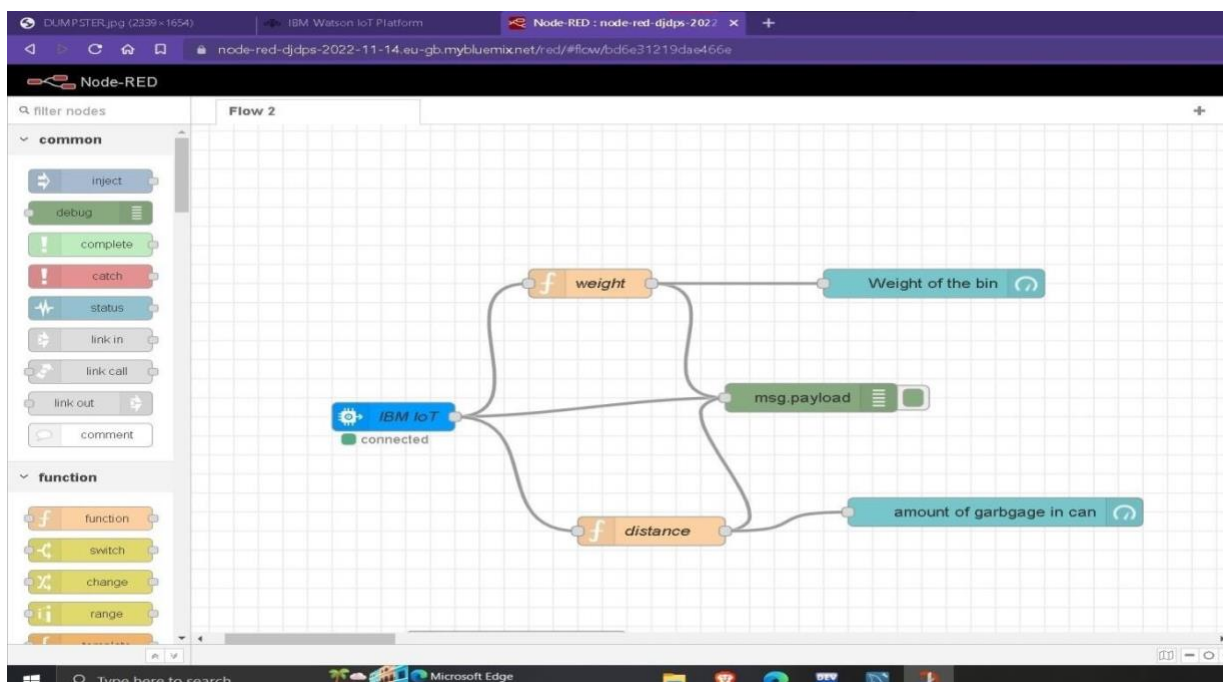 DUMPSTER.jpg (2339×1654)
IBM Watson IoT Platform
Node-RED : node-red-djdps-2022
node-red-djdps-2022-11-14.eu-gb.mybluemix.net/red/#flow/bd6e31219dae466e
Node-RED
filter nodes
Flow 2
common
inject
debug
complete
catch
status
link in
link call
link out
comment
function
function
switch
change
range
weight
Weight of the bin
msg.payload
IBM IoT
connected
distance
amount of garbgage in can
Type here to search
Microsoft Edge
DEV